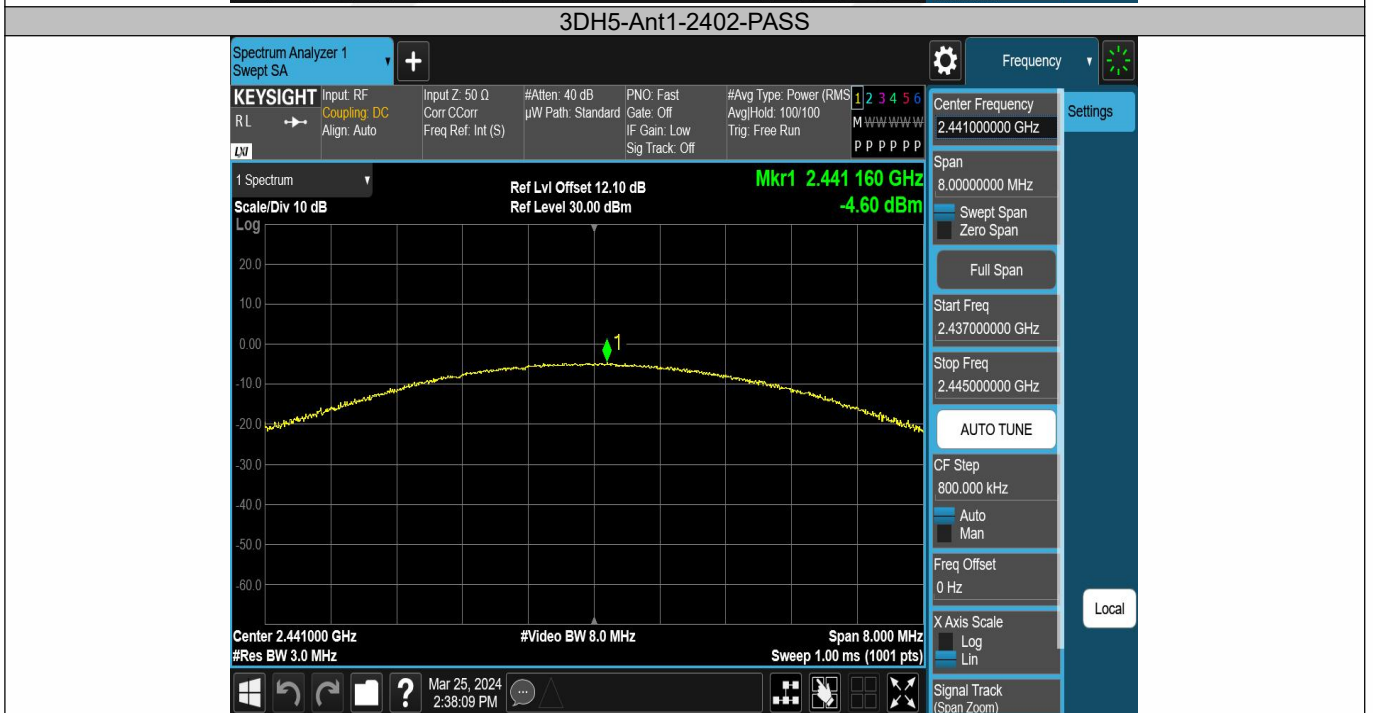 3DH5-Ant1-2402-PASS
Spectrum Analyzer 1
Swept SA
Frequency
KEYSIGHT
RL
LXI
Input: RF
Coupling: DC
Align: Auto
Input Z: 50 Ω
Corr CCorr
Freq Ref: Int (S)
#Atten: 40 dB
µW Path: Standard
PNO: Fast
Gate: Off
IF Gain: Low
Sig Track: Off
#Avg Type: Power (RMS
Avg|Hold: 100/100
Trig: Free Run
1 2 3 4 5 6
M W W W W W
P P P P P P
Center Frequency
2.441000000 GHz
Settings
Span
8.00000000 MHz
Swept Span
Zero Span
Full Span
Start Freq
2.437000000 GHz
Stop Freq
2.445000000 GHz
AUTO TUNE
CF Step
800.000 kHz
Auto
Man
Freq Offset
0 Hz
X Axis Scale
Log
Lin
Signal Track
(Span Zoom)
Local
1 Spectrum
Scale/Div 10 dB
Log
Ref Lvl Offset 12.10 dB
Ref Level 30.00 dBm
Mkr1 2.441 160 GHz
-4.60 dBm
20.0
10.0
0.00
-10.0
-20.0
-30.0
-40.0
-50.0
-60.0
1
Center 2.441000 GHz
#Res BW 3.0 MHz
#Video BW 8.0 MHz
Span 8.000 MHz
Sweep 1.00 ms (1001 pts)
?
Mar 25, 2024
2:38:09 PM